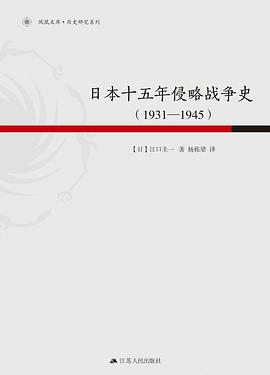 凤凰文库·历史研究系列
日本十五年侵略战争史
（1931—1945）
【日】江口圭一 著 杨栋梁 译
江苏人民出版社